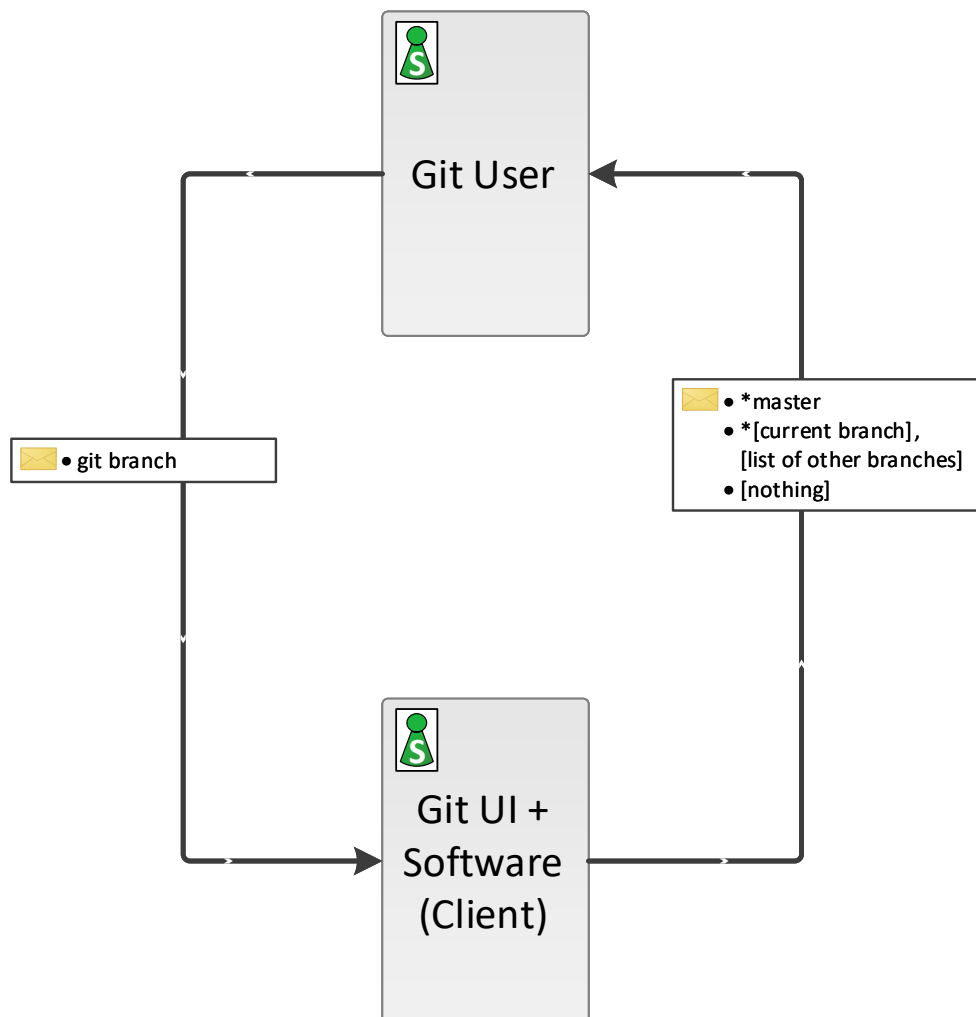 S
Git User
• git branch
• *master
• *[current branch],
[list of other branches]
• [nothing]
S
Git UI +
Software
(Client)